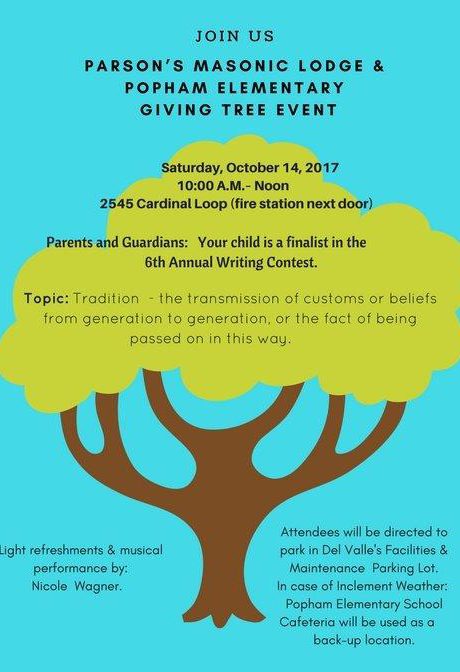 JOIN US
PARSON'S MASONIC LODGE &
POPHAM ELEMENTARY
GIVING TREE EVENT
Saturday, October 14, 2017
10:00 A.M.- Noon
2545 Cardinal Loop (fire station next door)
Parents and Guardians: Your child is a finalist in the
6th Annual Writing Contest.
Topic: Tradition - the transmission of customs or beliefs
from generation to generation, or the fact of being
passed on in this way.
Light refreshments & musical
performance by:
Nicole Wagner.
Attendees will be directed to
park in Del Valle's Facilities &
Maintenance Parking Lot.
In case of Inclement Weather:
Popham Elementary School
Cafeteria will be used as a
back-up location.